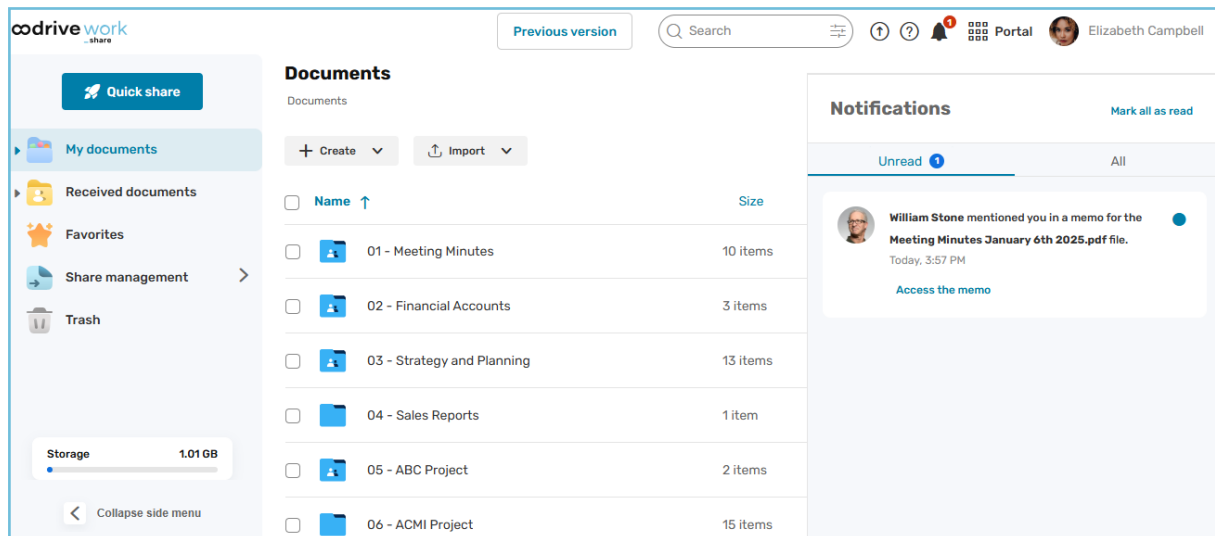 oodrive work
_share
Previous version
Search
1
Portal
Elizabeth Campbell
Quick share
My documents
Received documents
Favorites
Share management
Trash
Storage 1.01 GB
Collapse side menu
Documents
Documents
Create
Import
Name Size
01 - Meeting Minutes 10 items
02 - Financial Accounts 3 items
03 - Strategy and Planning 13 items
04 - Sales Reports 1 item
05 - ABC Project 2 items
06 - ACMI Project 15 items
Notifications Mark all as read
Unread 1 All
William Stone mentioned you in a memo for the
Meeting Minutes January 6th 2025.pdf file.
Today, 3:57 PM
Access the memo